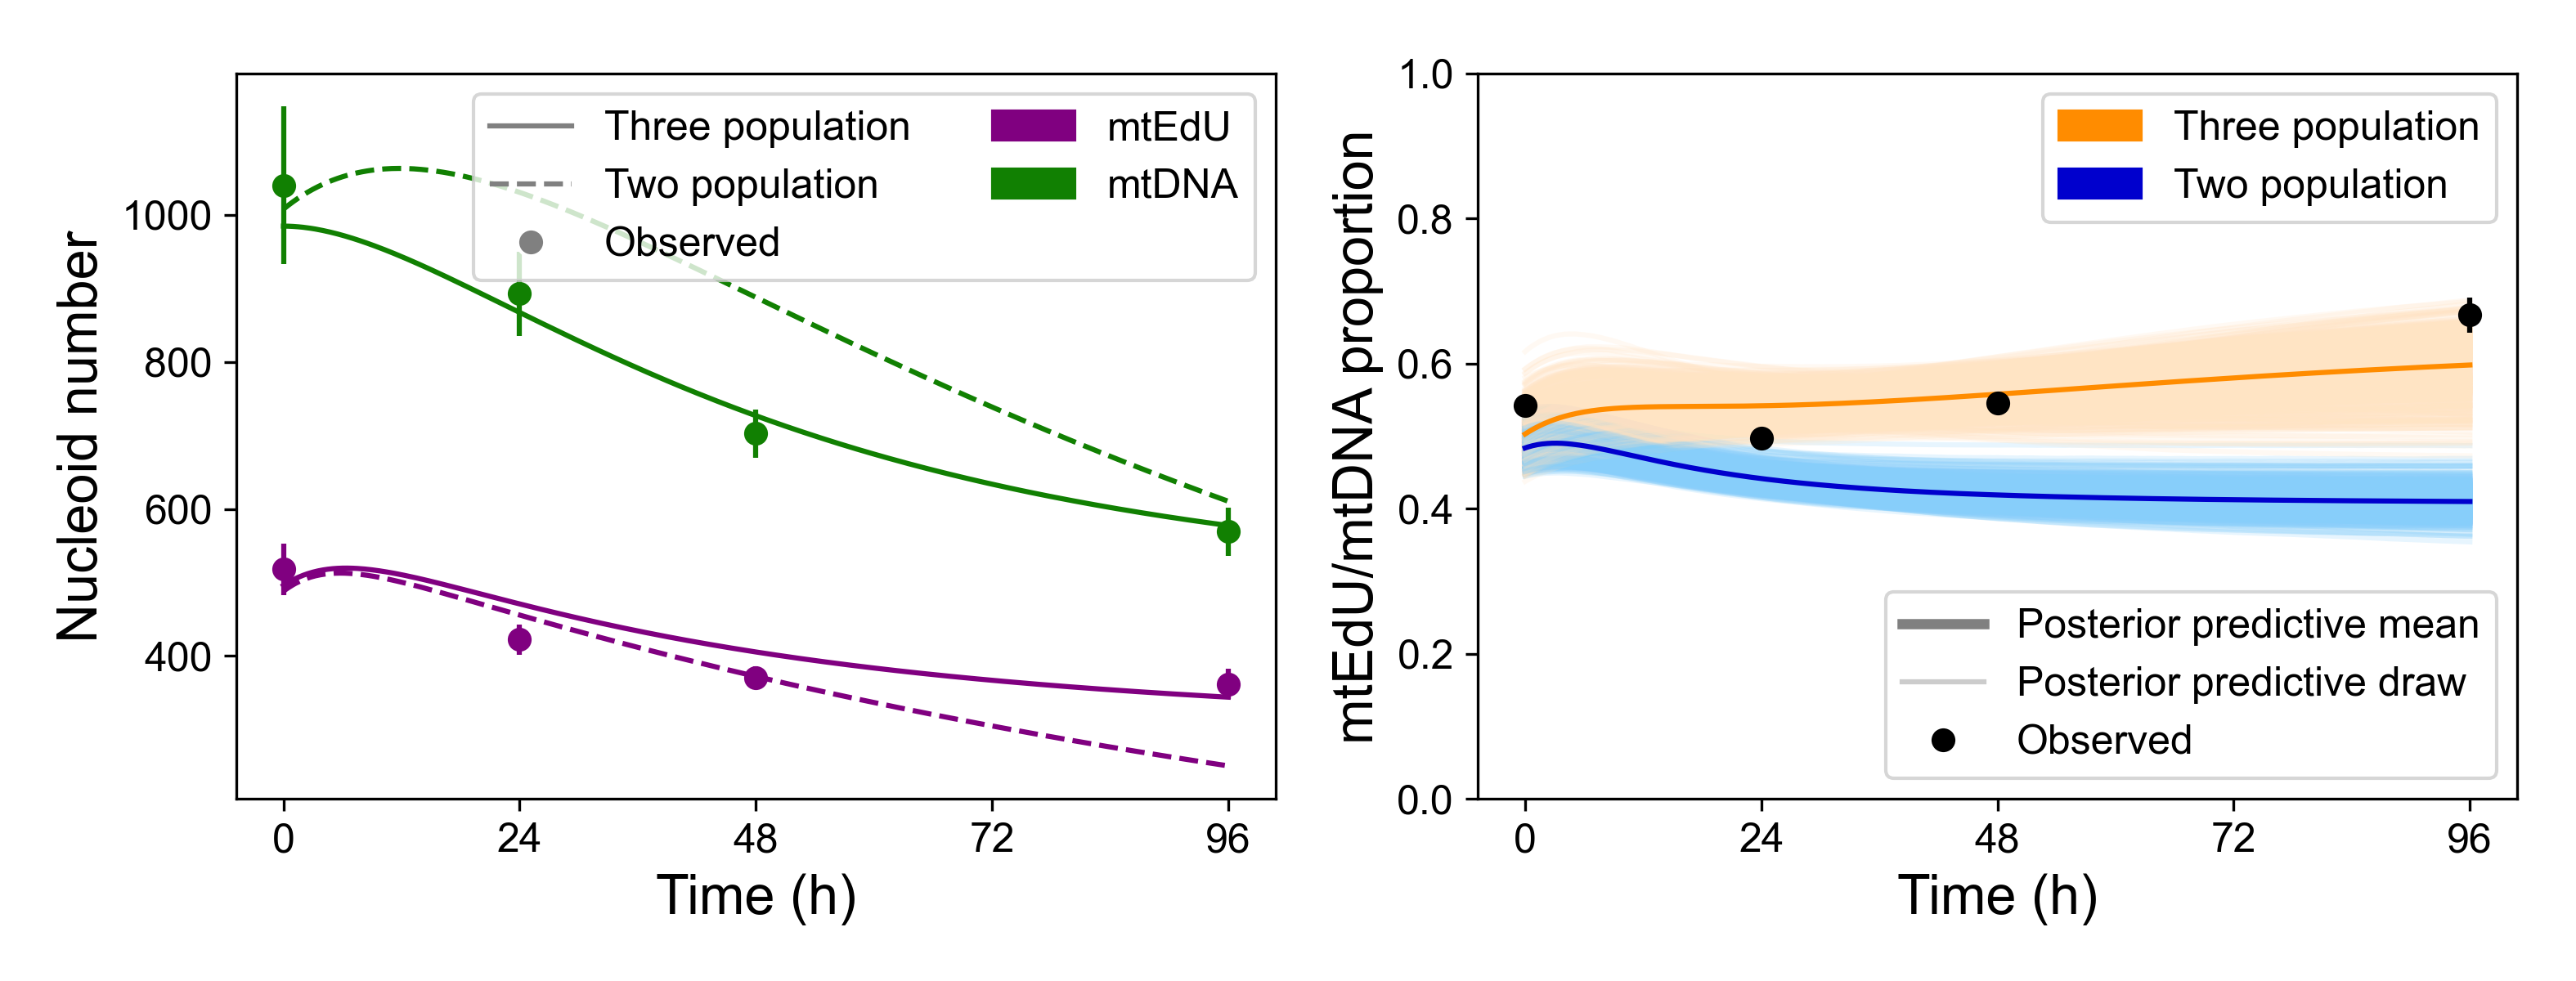 Nucleoid number
1000
800
600
400
Three population
Two population
Observed
mtEdU
mtDNA
0 24 48 72 96
Time (h)
mtEdU/mtDNA proportion
1.0
0.8
0.6
0.4
0.2
0.0
Three population
Two population
Posterior predictive mean
Posterior predictive draw
Observed
0 24 48 72 96
Time (h)